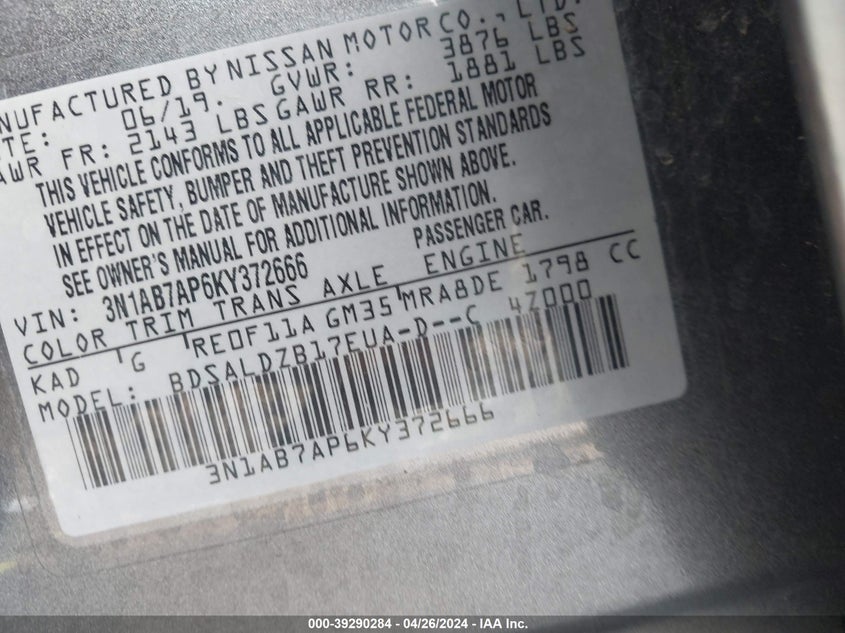 NUFACTURED BY NISSAN MOTOR CO., LTD.
TE: 06/19. GVWR: 3876 LBS
AWR FR: 2143 LBS GAWR RR: 1881 LBS
THIS VEHICLE CONFORMS TO ALL APPLICABLE FEDERAL MOTOR
VEHICLE SAFETY, BUMPER AND THEFT PREVENTION STANDARDS
IN EFFECT ON THE DATE OF MANUFACTURE SHOWN ABOVE.
SEE OWNER'S MANUAL FOR ADDITIONAL INFORMATION.
VIN: 3N1AB7AP6KY372666 PASSENGER CAR.
COLOR TRIM TRANS AXLE ENGINE
KAD G RE0F11A GM35 MRA8DE 1798 CC
MODEL: BDSALDZB17EUA-D--C 4Z000
3N1AB7AP6KY372666
000-39290284 - 04/26/2024 - IAA Inc.